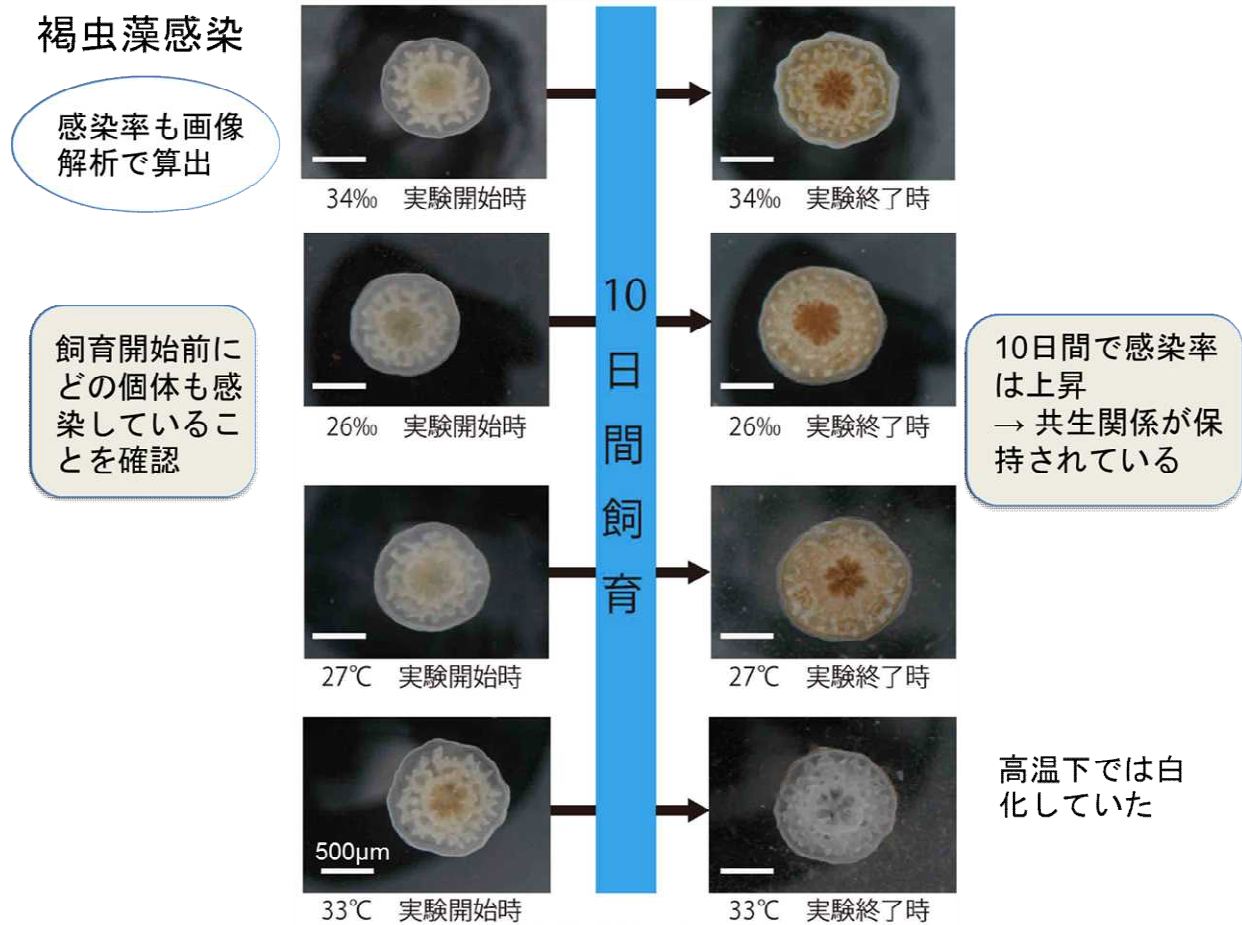 褐虫藻感染
感染率も画像
解析で算出
34‰ 実験開始時
34‰ 実験終了時
26‰ 実験開始時
26‰ 実験終了時
飼育開始前に
どの個体も感
染しているこ
とを確認
10日間飼育
10日間で感染率
は上昇
→ 共生関係が保
持されている
27℃ 実験開始時
27℃ 実験終了時
高温下では白
化していた
500µm
33℃ 実験開始時
33℃ 実験終了時